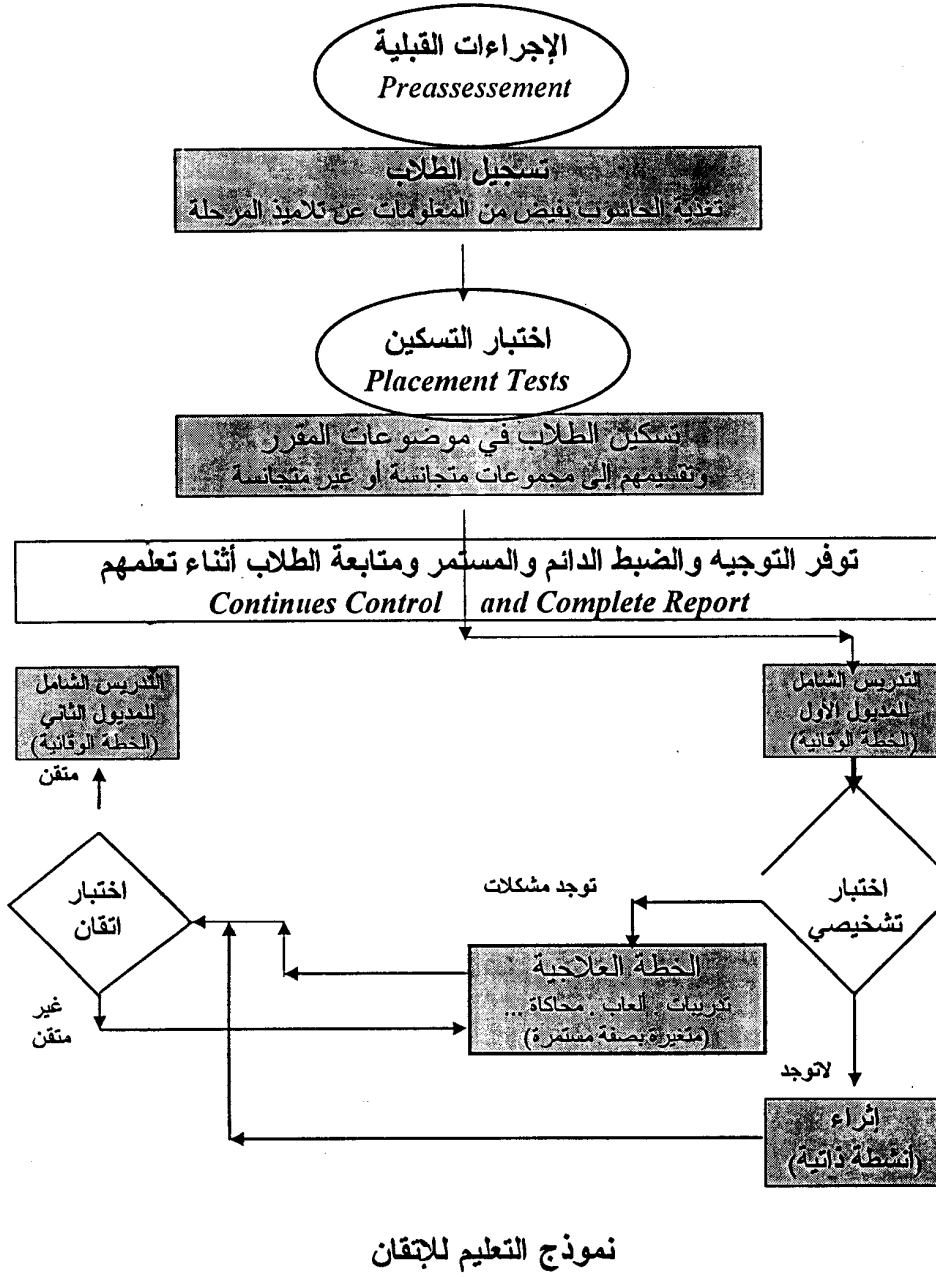 الإجراءات القبلية
Preassessement
تسجيل الطلاب
تغذية الحاسوب بفيض من المعلومات عن تلاميذ المرحلة
اختبار التسكين
Placement Tests
تسكين الطلاب في موضوعات المقرر
وتقسيمهم إلى مجموعات متجانسة أو غير متجانسة
توفر التوجيه والضبط الدائم والمستمر ومتابعة الطلاب أثناء تعلمهم
Continues Control and Complete Report
التدريس الشامل
للمديول الأول
(الخطة الوقائية)
التدريس الشامل
للمديول الثاني
(الخطة الوقائية)
متقن
اختبار
تشخيصي
توجد مشكلات
اختبار
اتقان
الخطة العلاجية
تدريبات . ألعاب . محاكاة ...
(متغيرة بصفة مستمرة)
غير
متقن
لاتوجد
إثراء
(أنشطة ذاتية)
نموذج التعليم للإتقان